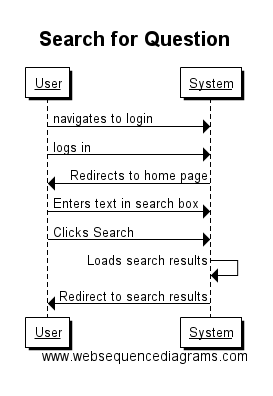 Search for Question
User System
navigates to login
logs in
Redirects to home page
Enters text in search box
Clicks Search
Loads search results
Redirect to search results
User System
www.websequencediagrams.com